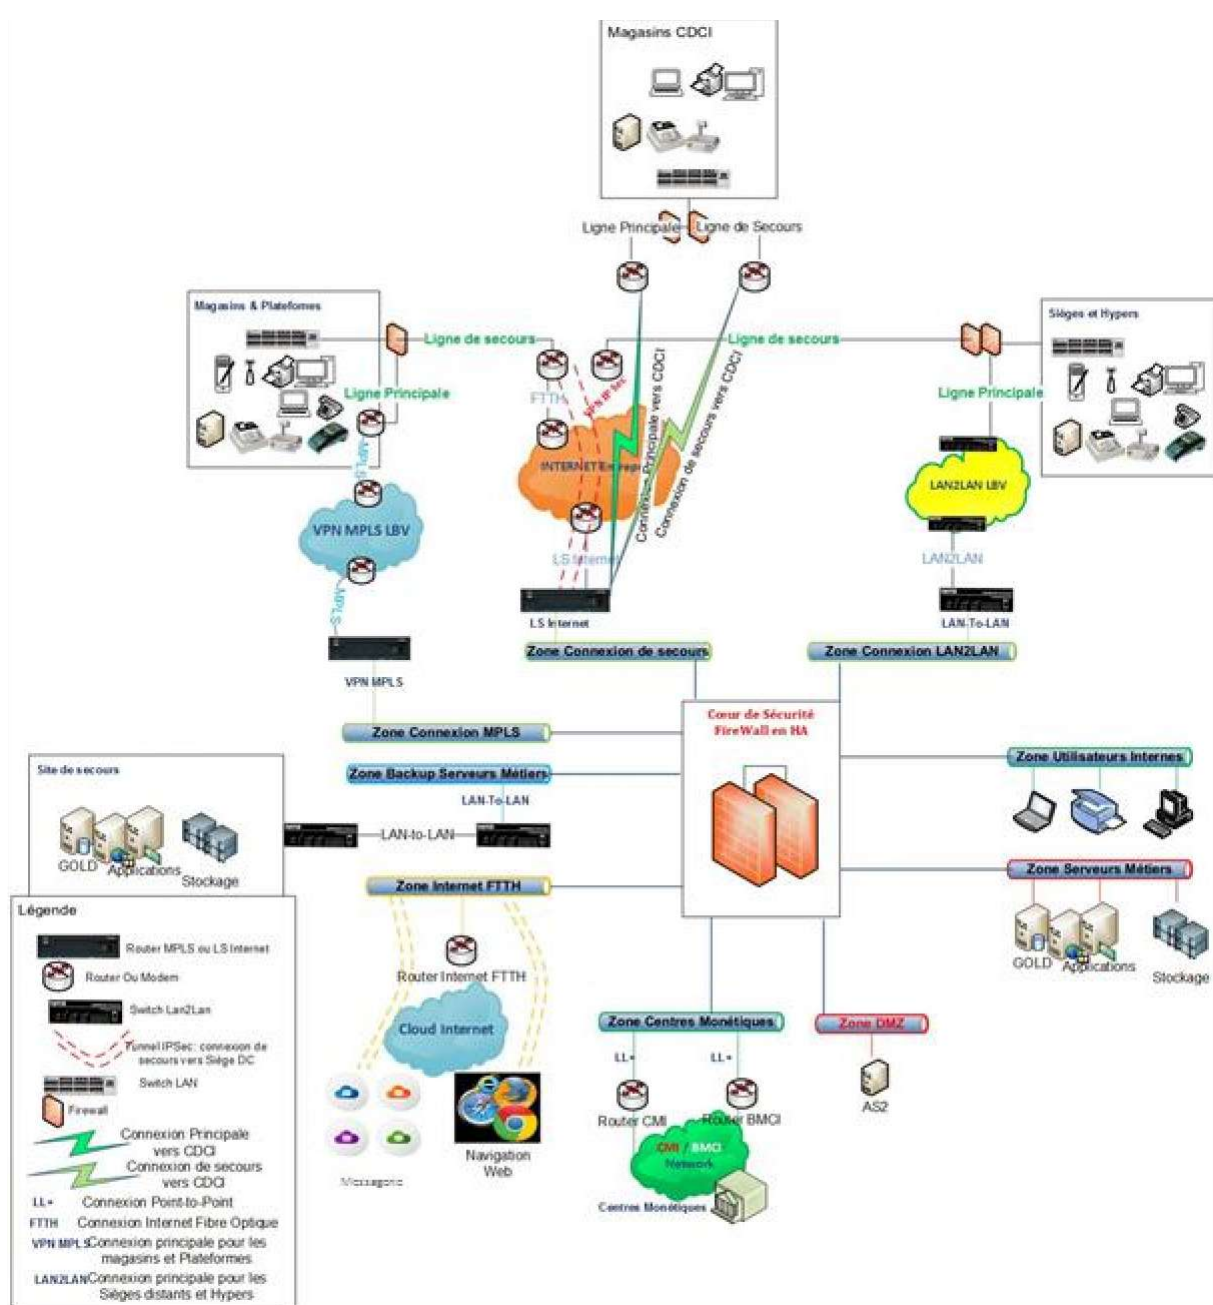 Magasins CDCI
Ligne Principale
Ligne de Secours
Magasins & Plateformes
Ligne de secours
Ligne Principale
MPLS
VPN MPLS LBV
MPLS
VPN MPLS
FTTH
VPN IP Sec
INTERNET Entrep
LS Internet
LS Internet
Connexion Principale vers CDCI
Connexion de secours vers CDCI
Ligne de secours
Sièges et Hypers
Ligne Principale
LAN2LAN LBV
LAN2LAN
LAN-To-LAN
Zone Connexion de secours
Zone Connexion LAN2LAN
Zone Connexion MPLS
Cœur de Sécurité
FireWall en HA
Zone Backup Serveurs Métiers
LAN-To-LAN
LAN-to-LAN
Site de secours
GOLD
Applications
Stockage
Zone Utilisateurs Internes
Zone Serveurs Métiers
GOLD
Applications
Stockage
Zone Internet FTTH
Router Internet FTTH
Cloud Internet
Messagerie
Navigation
Web
Zone Centres Monétiques
LL+
LL+
Router CMI
Router BMCI
CMI / BMCI
Network
Centres Monétiques
Zone DMZ
AS2
Légende
Router MPLS ou LS Internet
Router Ou Modem
Switch Lan2Lan
Tunnel IPSec: connexion de
secours vers Siège DC
Switch LAN
Firewall
Connexion Principale
vers CDCI
Connexion de secours
vers CDCI
LL+ Connexion Point-to-Point
FTTH Connexion Internet Fibre Optique
VPN MPLS Connexion principale pour les
magasins et Plateformes
LAN2LAN Connexion principale pour les
Sièges distants et Hypers